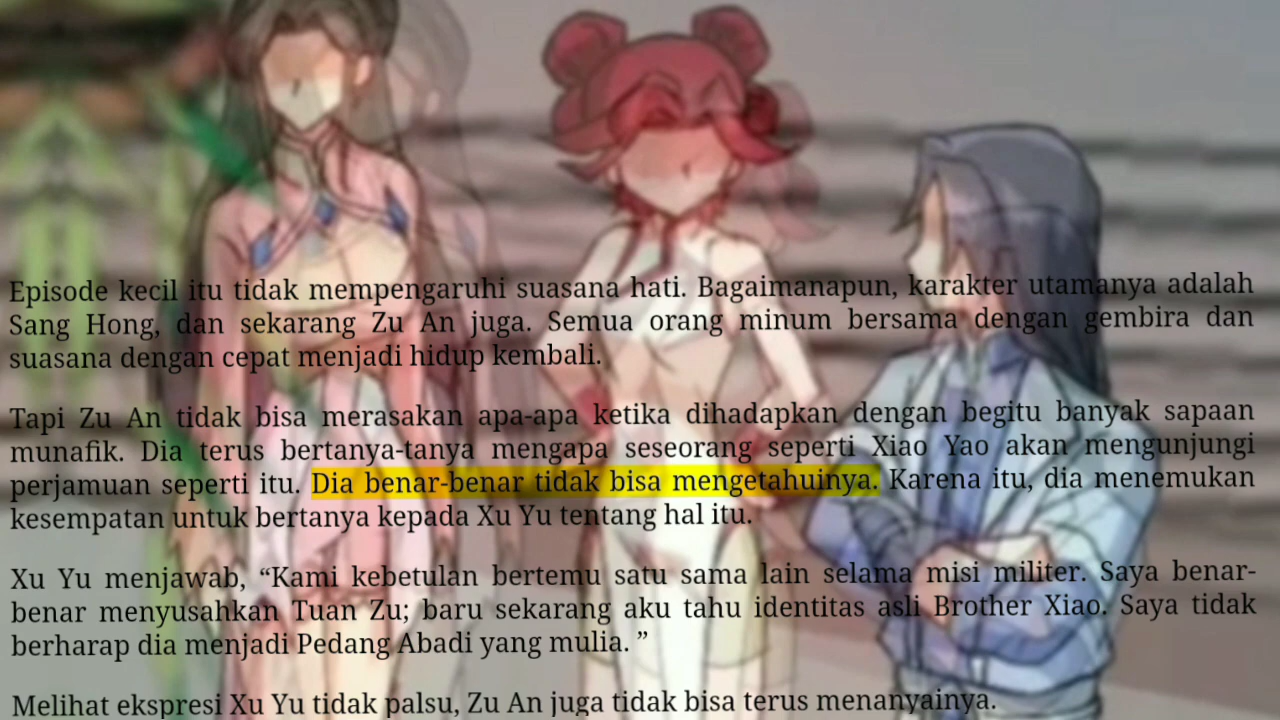 Episode kecil itu tidak mempengaruhi suasana hati. Bagaimanapun, karakter utamanya adalah
Sang Hong, dan sekarang Zu An juga. Semua orang minum bersama dengan gembira dan
suasana dengan cepat menjadi hidup kembali.
Tapi Zu An tidak bisa merasakan apa-apa ketika dihadapkan dengan begitu banyak sapaan
munafik. Dia terus bertanya-tanya mengapa seseorang seperti Xiao Yao akan mengunjungi
perjamuan seperti itu. Dia benar-benar tidak bisa mengetahuinya. Karena itu, dia menemukan
kesempatan untuk bertanya kepada Xu Yu tentang hal itu.
Xu Yu menjawab, “Kami kebetulan bertemu satu sama lain selama misi militer. Saya benar-
benar menyusahkan Tuan Zu; baru sekarang aku tahu identitas asli Brother Xiao. Saya tidak
berharap dia menjadi Pedang Abadi yang mulia. ”
Melihat ekspresi Xu Yu tidak palsu, Zu An juga tidak bisa terus menanyainya.